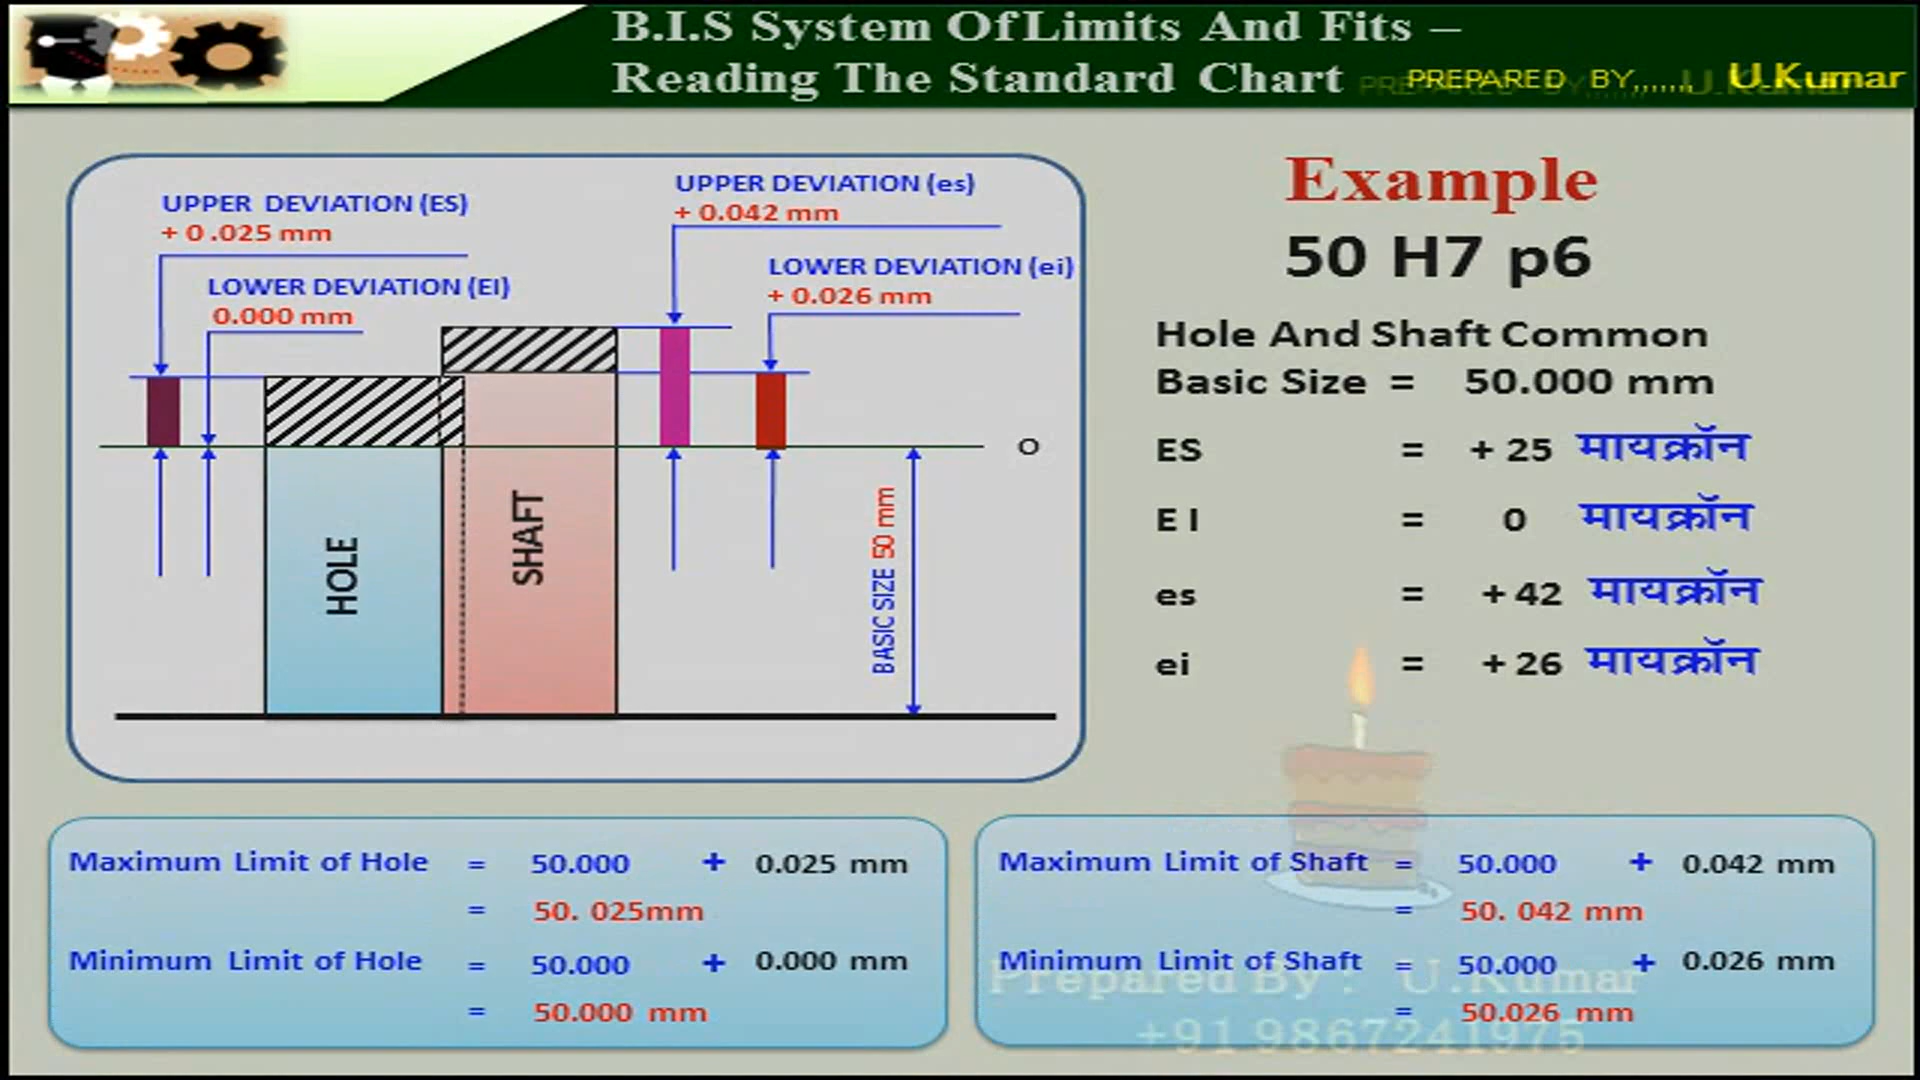 B.I.S System Of Limits And Fits –
Reading The Standard Chart
PREPARED BY,,,,,, U.Kumar
UPPER DEVIATION (ES)
+ 0 .025 mm
LOWER DEVIATION (EI)
0.000 mm
UPPER DEVIATION (es)
+ 0.042 mm
LOWER DEVIATION (ei)
+ 0.026 mm
O
HOLE
SHAFT
BASIC SIZE 50 mm
Example
50 H7 p6
Hole And Shaft Common
Basic Size = 50.000 mm
ES = + 25 मायक्रॉन
E I = 0 मायक्रॉन
es = + 42 मायक्रॉन
ei = + 26 मायक्रॉन
Maximum Limit of Hole = 50.000 + 0.025 mm
= 50. 025mm
Minimum Limit of Hole = 50.000 + 0.000 mm
= 50.000 mm
Maximum Limit of Shaft = 50.000 + 0.042 mm
= 50. 042 mm
Minimum Limit of Shaft = 50.000 + 0.026 mm
= 50.026 mm
Prepared By : U.Kumar
+91 9867241975